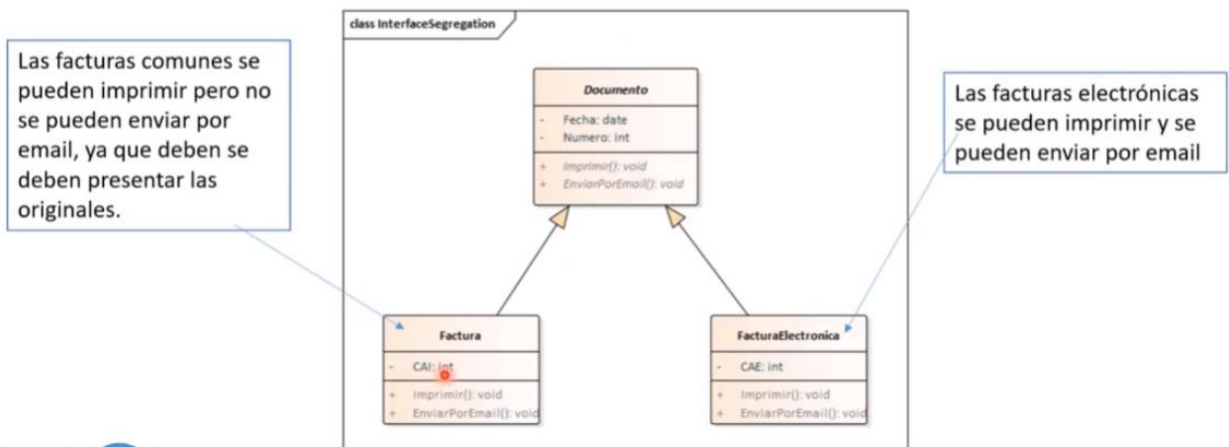 class InterfaceSegregation
Las facturas comunes se
pueden imprimir pero no
se pueden enviar por
email, ya que deben se
deben presentar las
originales.
Documento
- Fecha: date
- Numero: int
+ Imprimir(): void
+ EnviarPorEmail(): void
Las facturas electrónicas
se pueden imprimir y se
pueden enviar por email
Factura
- CAI: int
+ Imprimir(): void
+ EnviarPorEmail(): void
FacturaElectronica
- CAE: int
+ Imprimir(): void
+ EnviarPorEmail(): void